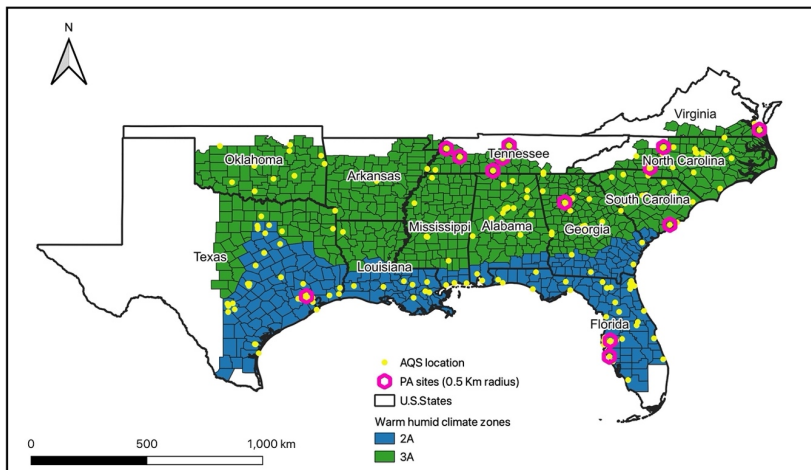 N
Virginia
Oklahoma
Tennessee
North Carolina
Arkansas
South Carolina
Mississippi
Alabama
Georgia
Texas
Louisiana
Florida
AQS location
PA sites (0.5 Km radius)
U.S.States
Warm humid climate zones
2A
3A
0 500 1,000 km